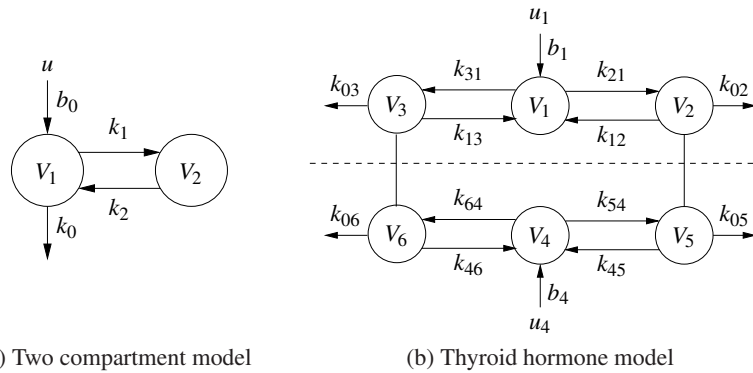 u
b₀
k₁
V₁
V₂
k₂
k₀
) Two compartment model
u₁
b₁
k₀₃
k₃₁
k₂₁
k₀₂
V₃
V₁
V₂
k₁₃
k₁₂
k₀₆
k₆₄
k₅₄
k₀₅
V₆
V₄
V₅
k₄₆
k₄₅
b₄
u₄
(b) Thyroid hormone model